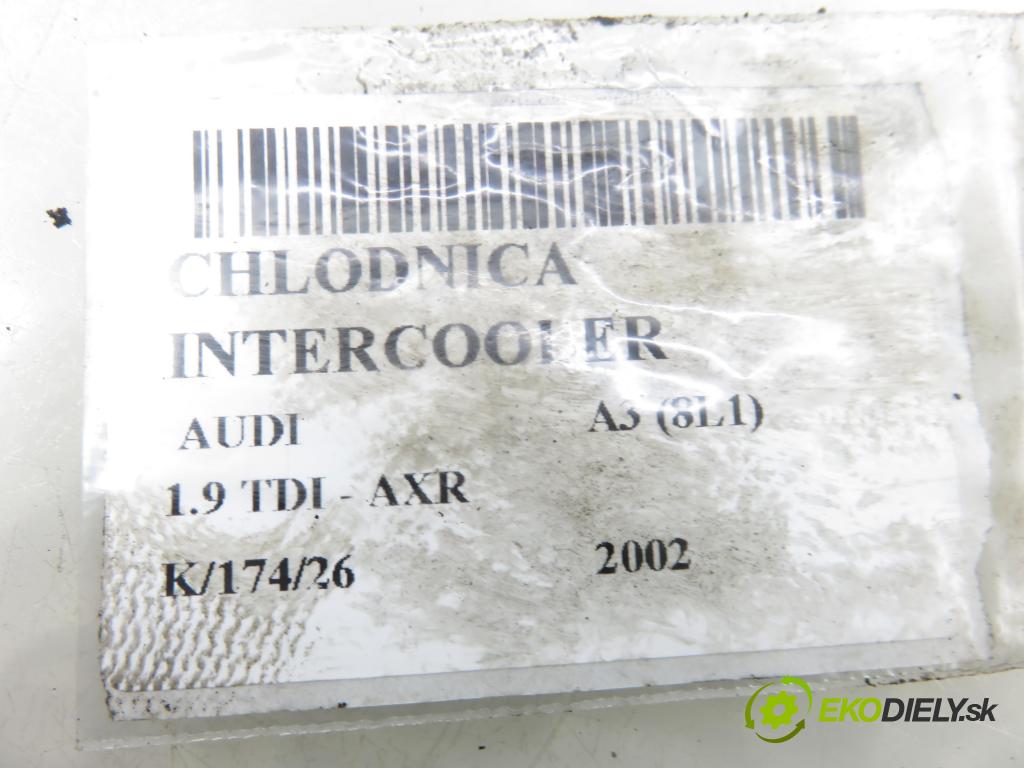 CHLODNICA
INTERCOOLER
AUDI A3 (8L1)
1.9 TDI - AXR
K/174/26 2002
EKODIELY.sk